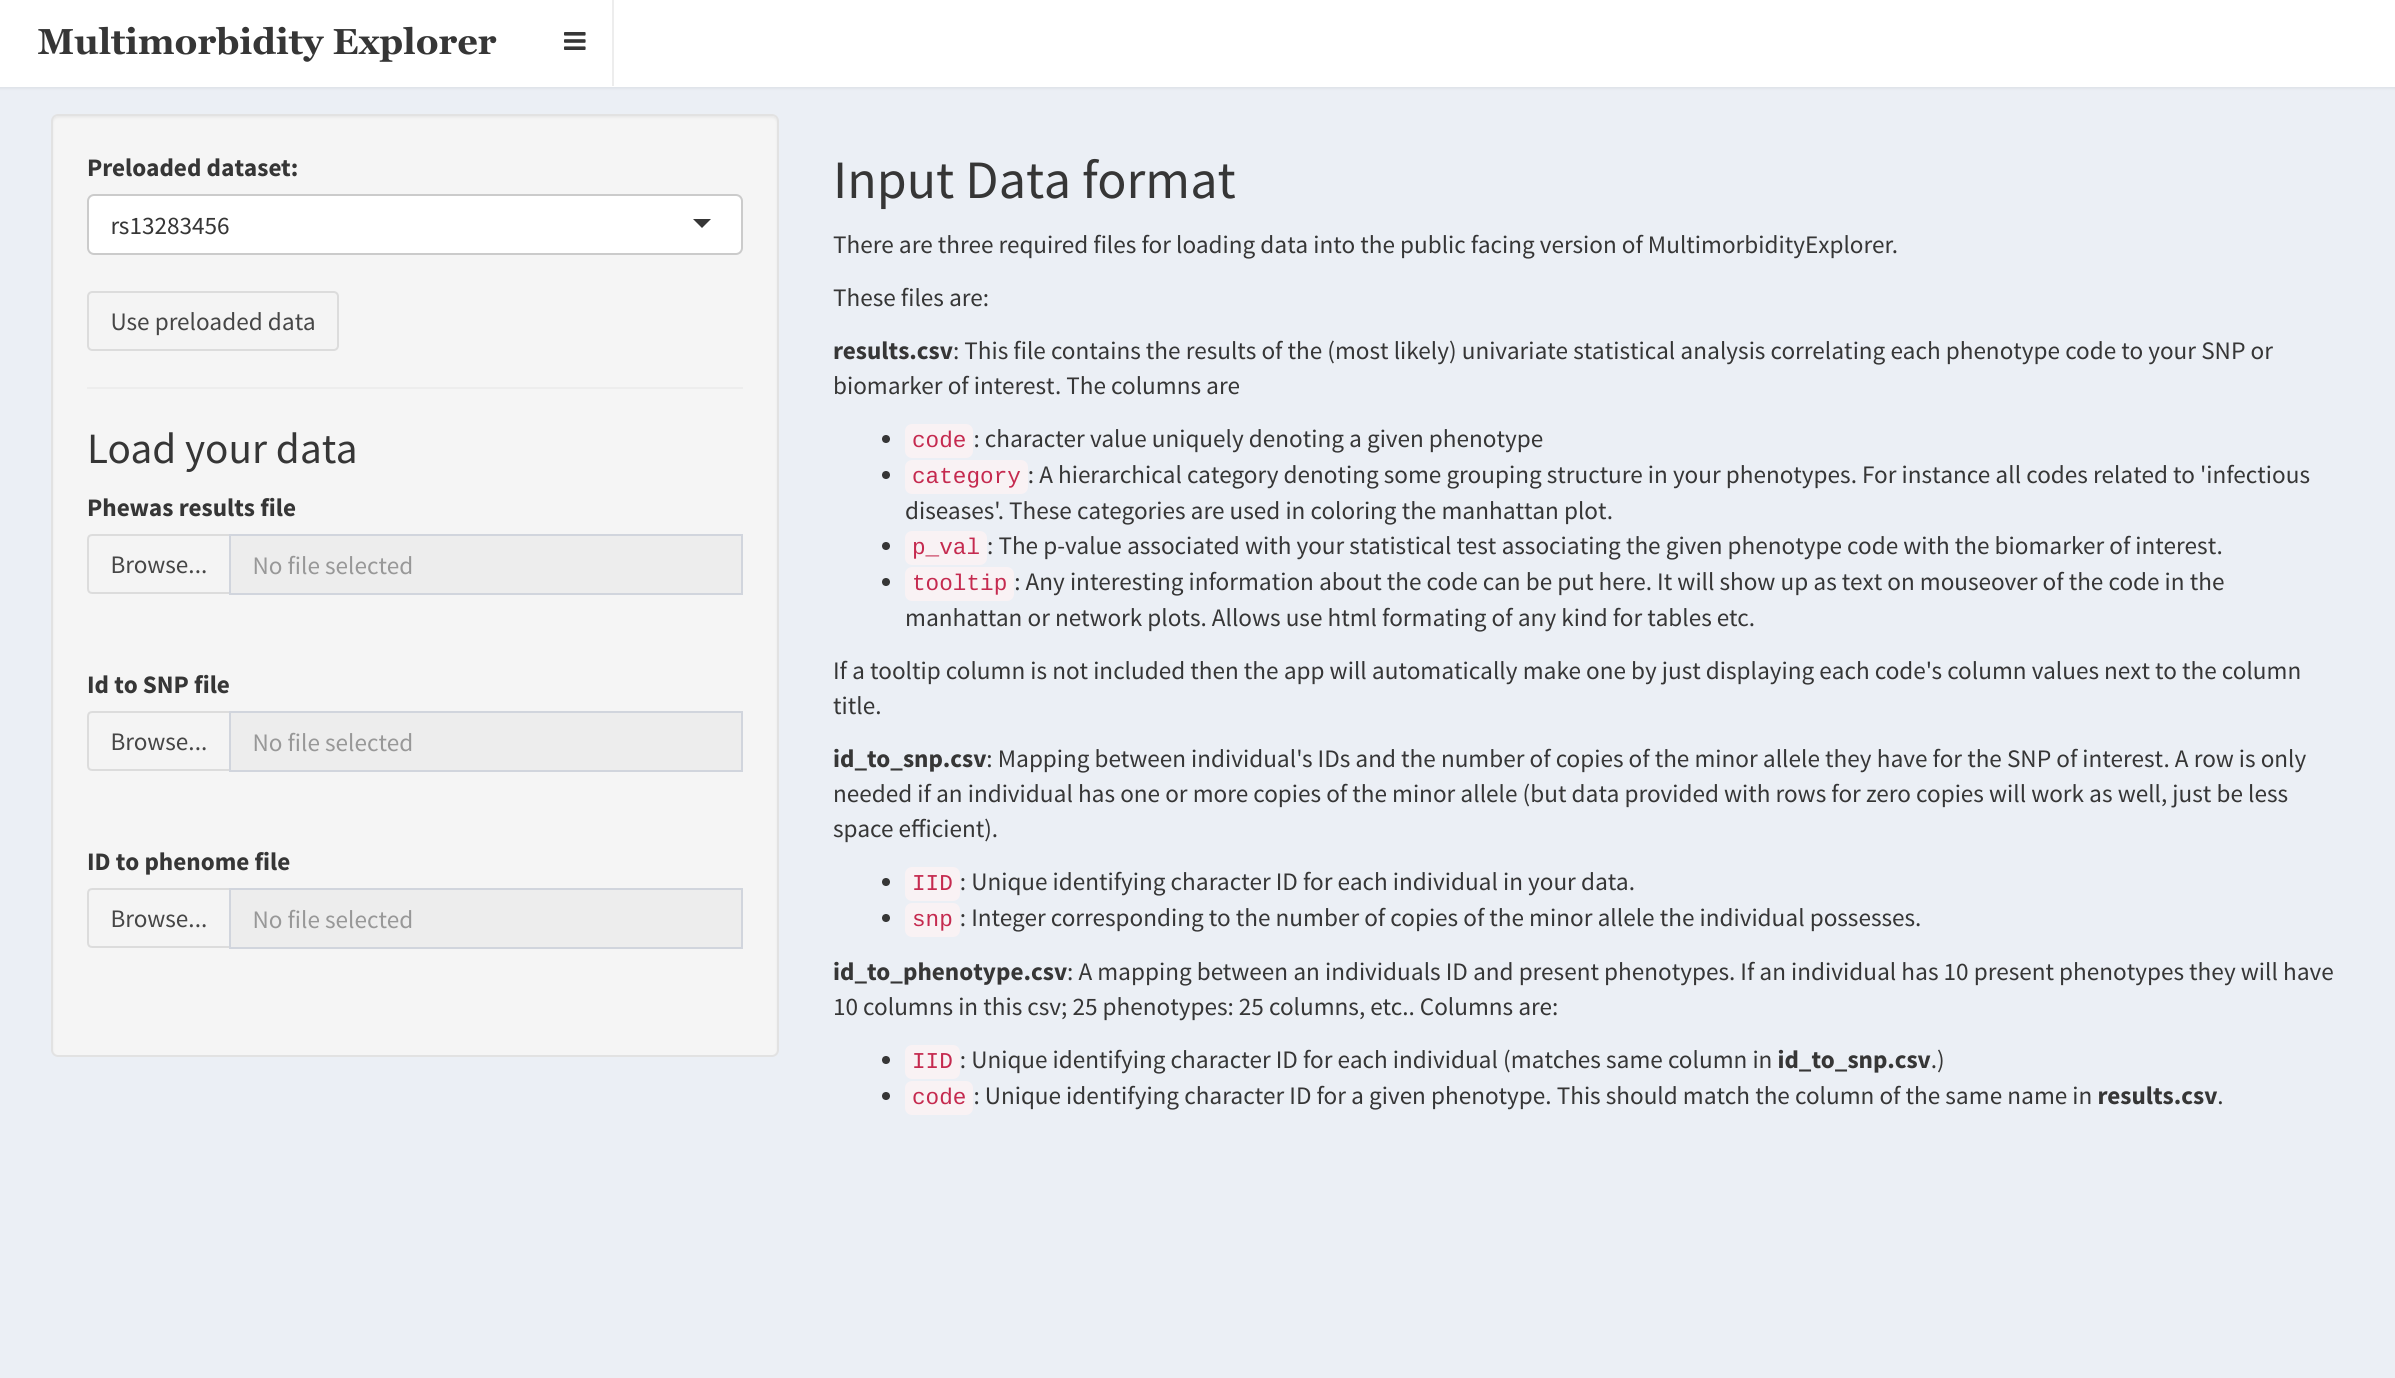 Multimorbidity Explorer
Preloaded dataset:
rs13283456
Use preloaded data
Load your data
Phewas results file
Browse... No file selected
Id to SNP file
Browse... No file selected
ID to phenome file
Browse... No file selected
Input Data format
There are three required files for loading data into the public facing version of MultimorbidityExplorer.
These files are:
results.csv: This file contains the results of the (most likely) univariate statistical analysis correlating each phenotype code to your SNP or
biomarker of interest. The columns are
• code : character value uniquely denoting a given phenotype
• category : A hierarchical category denoting some grouping structure in your phenotypes. For instance all codes related to 'infectious
diseases'. These categories are used in coloring the manhattan plot.
• p_val : The p-value associated with your statistical test associating the given phenotype code with the biomarker of interest.
• tooltip : Any interesting information about the code can be put here. It will show up as text on mouseover of the code in the
manhattan or network plots. Allows use html formating of any kind for tables etc.
If a tooltip column is not included then the app will automatically make one by just displaying each code's column values next to the column
title.
id_to_snp.csv: Mapping between individual's IDs and the number of copies of the minor allele they have for the SNP of interest. A row is only
needed if an individual has one or more copies of the minor allele (but data provided with rows for zero copies will work as well, just be less
space efficient).
• IID : Unique identifying character ID for each individual in your data.
• snp : Integer corresponding to the number of copies of the minor allele the individual possesses.
id_to_phenotype.csv: A mapping between an individuals ID and present phenotypes. If an individual has 10 present phenotypes they will have
10 columns in this csv; 25 phenotypes: 25 columns, etc.. Columns are:
• IID : Unique identifying character ID for each individual (matches same column in id_to_snp.csv.)
• code : Unique identifying character ID for a given phenotype. This should match the column of the same name in results.csv.